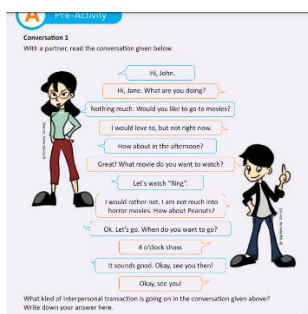 A Pre-Activity
Conversation 1
With a partner, read the conversation given below.
Hi, John.
Hi, Jane. What are you doing?
Nothing much. Would you like to go to movies?
I would love to, but not right now.
How about in the afternoon?
Great! What movie do you want to watch?
Let's watch "Ring".
I would rather not. I am not much into
horror movies. How about Peanuts?
Ok. Let's go. When do you want to go?
4 o'clock show.
It sounds good. Okay, see you then!
Okay, see you!
What kind of interpersonal transaction is going on in the conversation given above?
Write down your answer here.